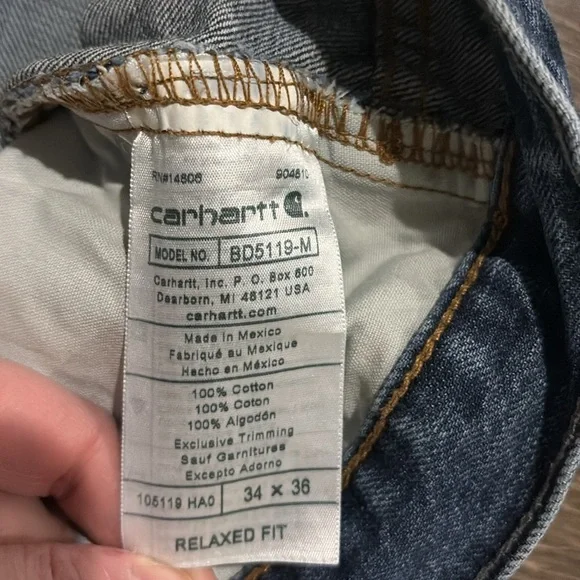 RN#14806 904810
carhartt
MODEL NO. BD5119-M
Carhartt, Inc. P. O. Box 600
Dearborn, MI 48121 USA
carhartt.com
Made in Mexico
Fabriqué au Mexique
Hecho en México
100% Cotton
100% Coton
100% Algodón
Exclusive Trimming
Sauf Garnitures
Excepto Adorno
105119 HA0 34 x 36
RELAXED FIT